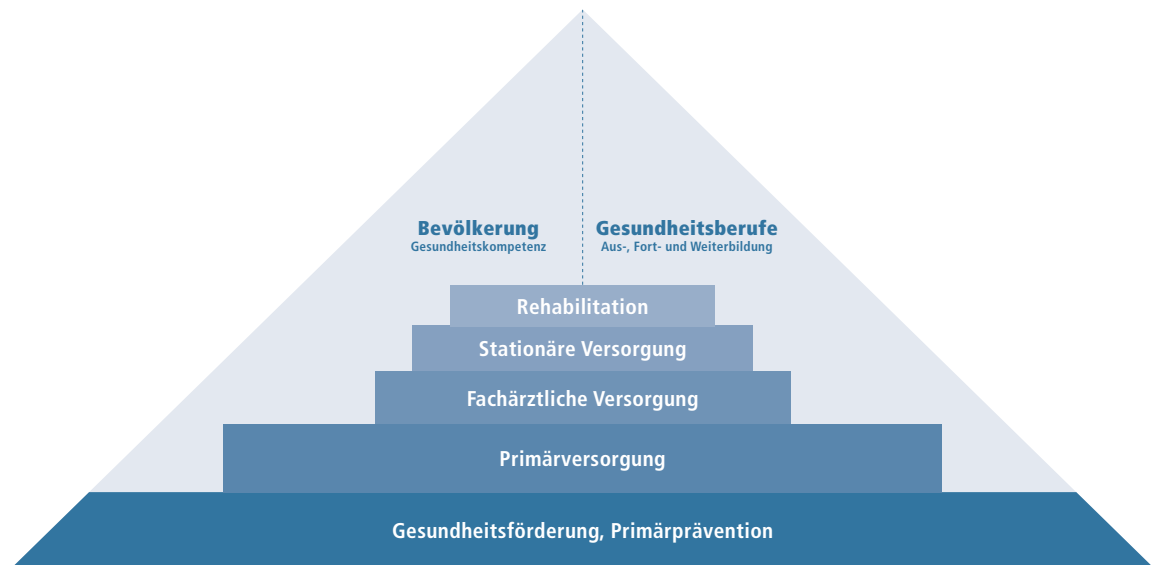 Bevölkerung
Gesundheitskompetenz
Gesundheitsberufe
Aus-, Fort- und Weiterbildung
Rehabilitation
Stationäre Versorgung
Fachärztliche Versorgung
Primärversorgung
Gesundheitsförderung, Primärprävention